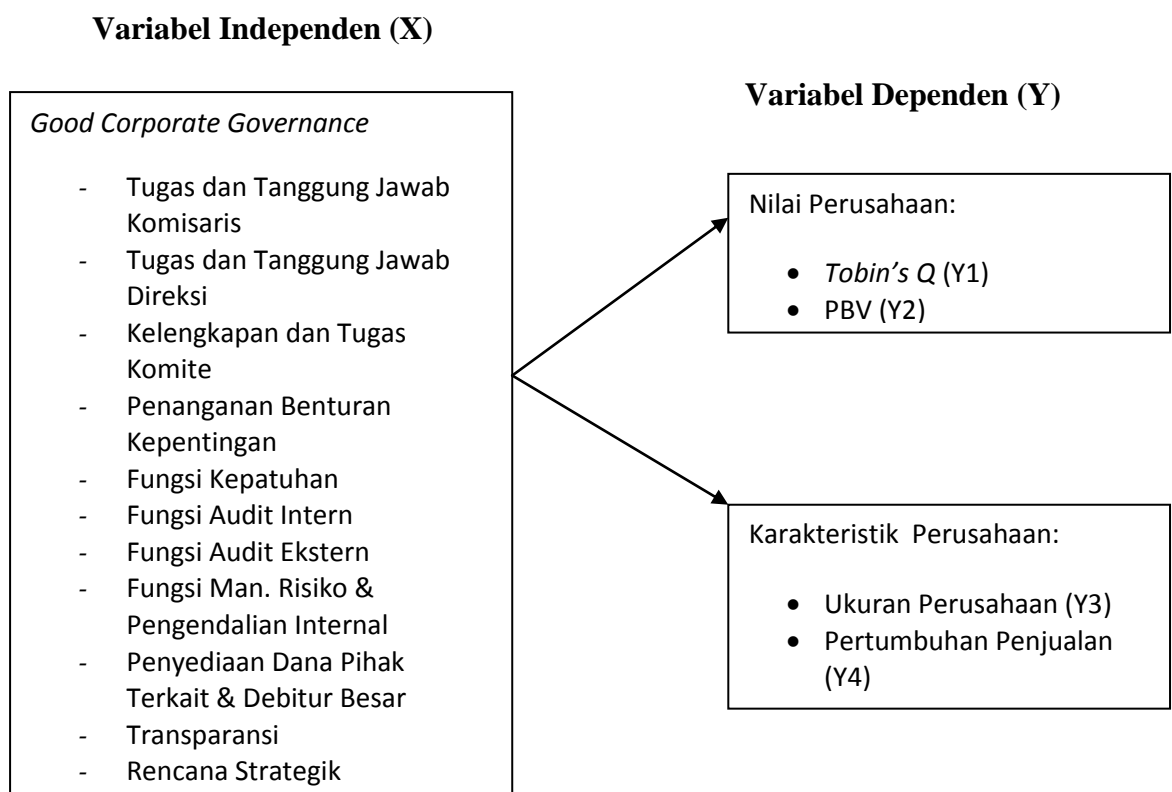 Variabel Independen (X)
Good Corporate Governance
- Tugas dan Tanggung Jawab
Komisaris
- Tugas dan Tanggung Jawab
Direksi
- Kelengkapan dan Tugas
Komite
- Penanganan Benturan
Kepentingan
- Fungsi Kepatuhan
- Fungsi Audit Intern
- Fungsi Audit Ekstern
- Fungsi Man. Risiko &
Pengendalian Internal
- Penyediaan Dana Pihak
Terkait & Debitur Besar
- Transparansi
- Rencana Strategik
Variabel Dependen (Y)
Nilai Perusahaan:
• Tobin’s Q (Y1)
• PBV (Y2)
Karakteristik Perusahaan:
• Ukuran Perusahaan (Y3)
• Pertumbuhan Penjualan
(Y4)